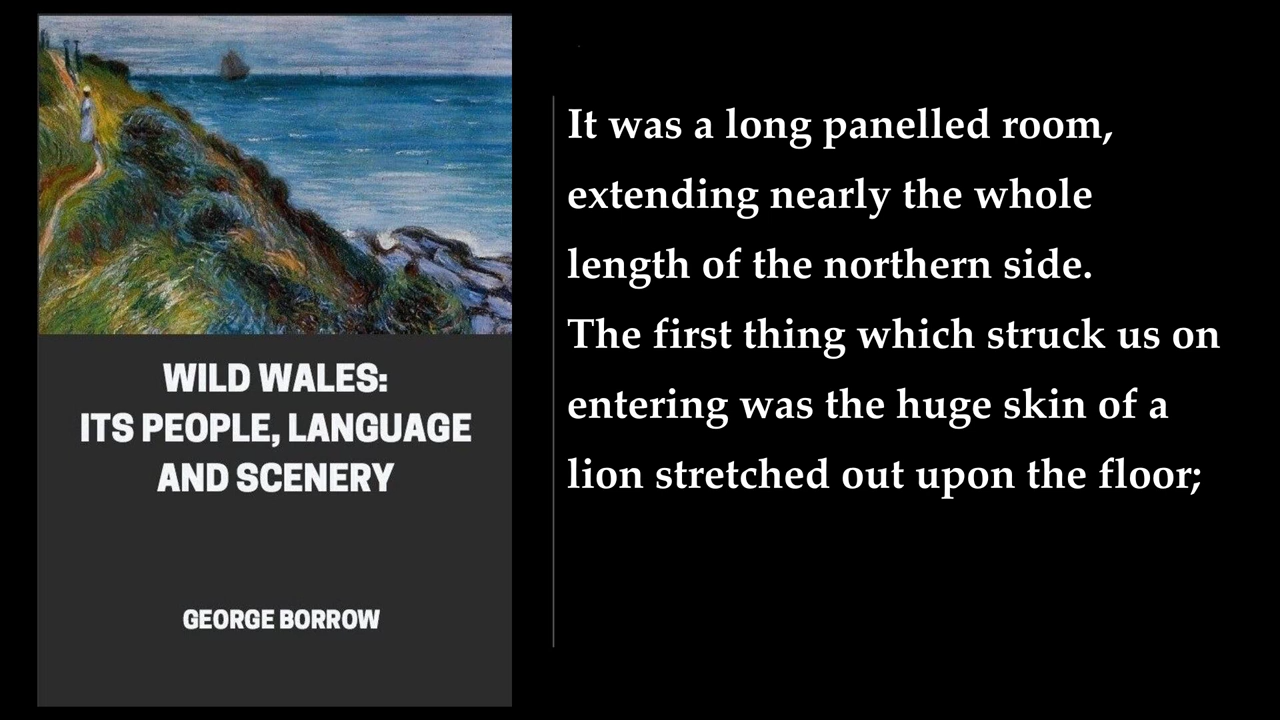 WILD WALES:
ITS PEOPLE, LANGUAGE
AND SCENERY
GEORGE BORROW
It was a long panelled room,
extending nearly the whole
length of the northern side.
The first thing which struck us on
entering was the huge skin of a
lion stretched out upon the floor;